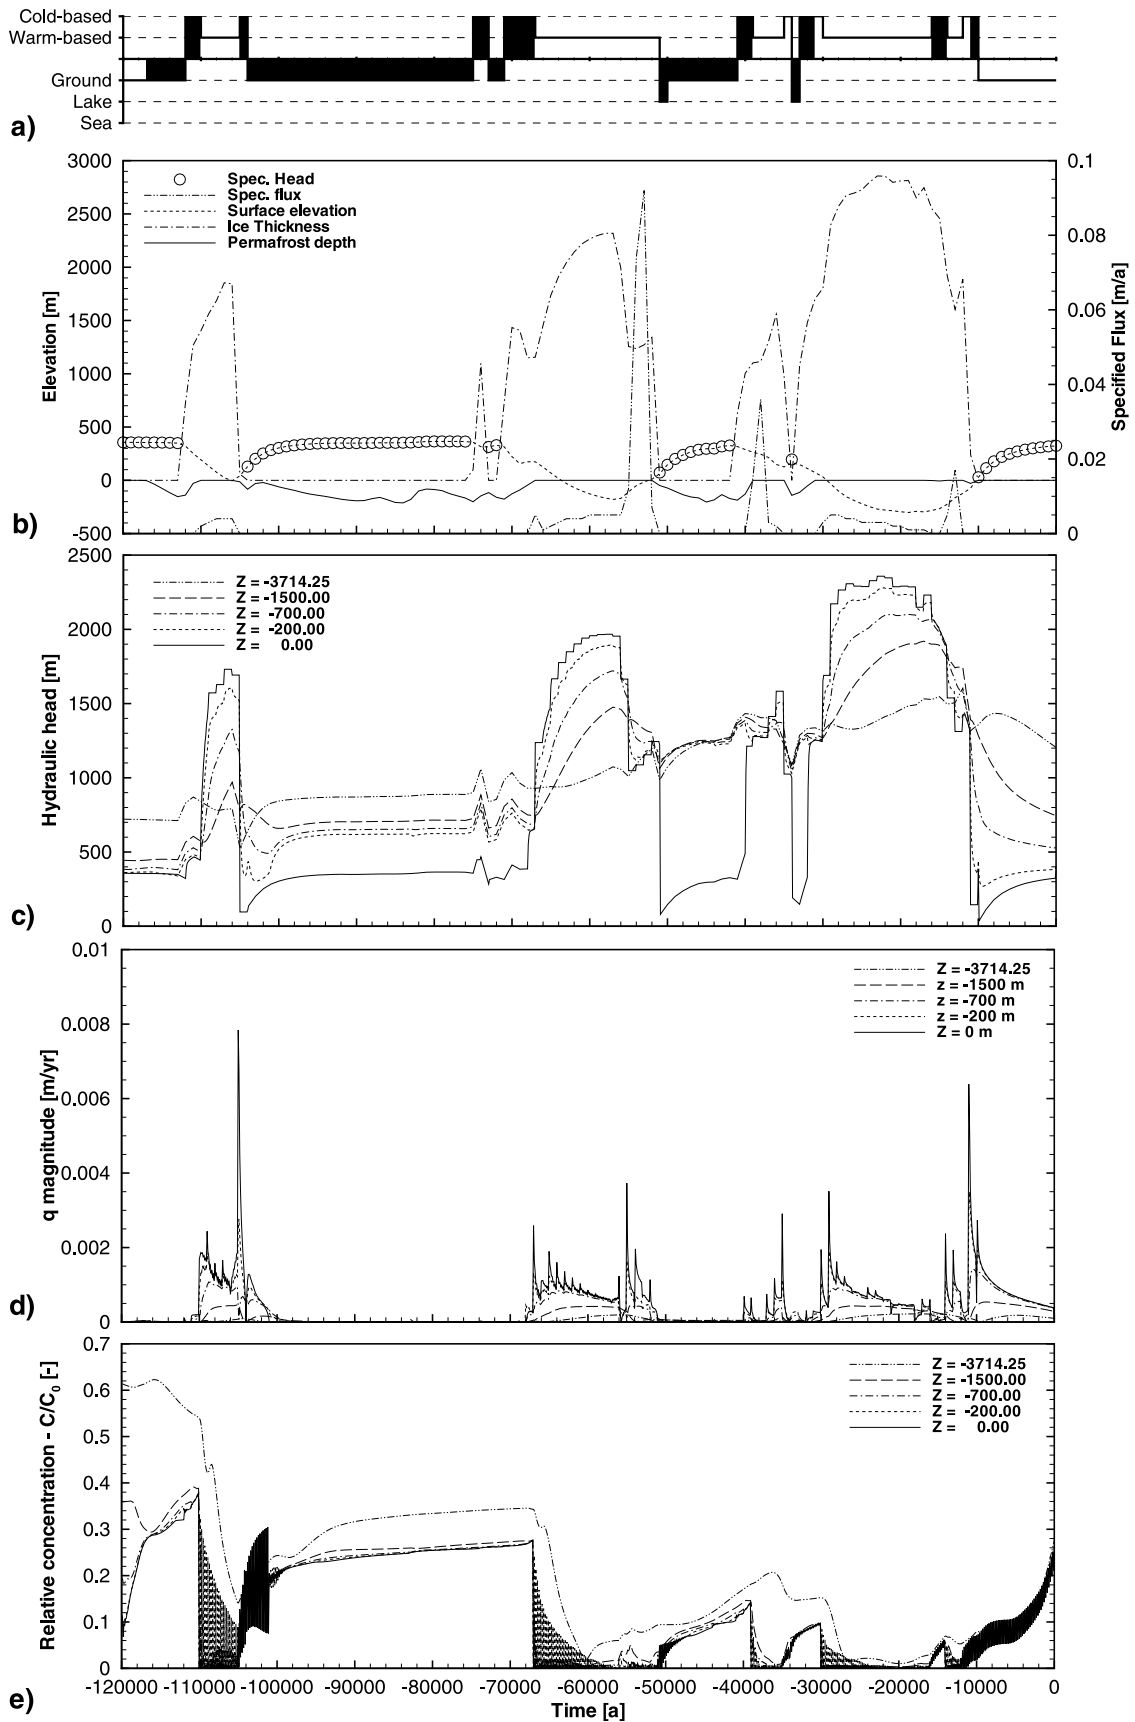 Cold-based
Warm-based
Ground
Lake
Sea
a)
3000
2500
2000
1500
1000
500
0
-500
Elevation [m]
Spec. Head
Spec. flux
Surface elevation
Ice Thickness
Permafrost depth
0.1
0.08
0.06
0.04
0.02
0
Specified Flux [m/a]
b)
2500
2000
1500
1000
500
0
Hydraulic head [m]
Z = -3714.25
Z = -1500.00
Z = -700.00
Z = -200.00
Z = 0.00
c)
0.01
0.008
0.006
0.004
0.002
0
q magnitude [m/yr]
Z = -3714.25
z = -1500 m
z = -700 m
z = -200 m
Z = 0 m
d)
0.7
0.6
0.5
0.4
0.3
0.2
0.1
0
Relative concentration - C/C₀ [-]
Z = -3714.25
Z = -1500.00
Z = -700.00
Z = -200.00
Z = 0.00
e)
-120000 -110000 -100000 -90000 -80000 -70000 -60000 -50000 -40000 -30000 -20000 -10000 0
Time [a]